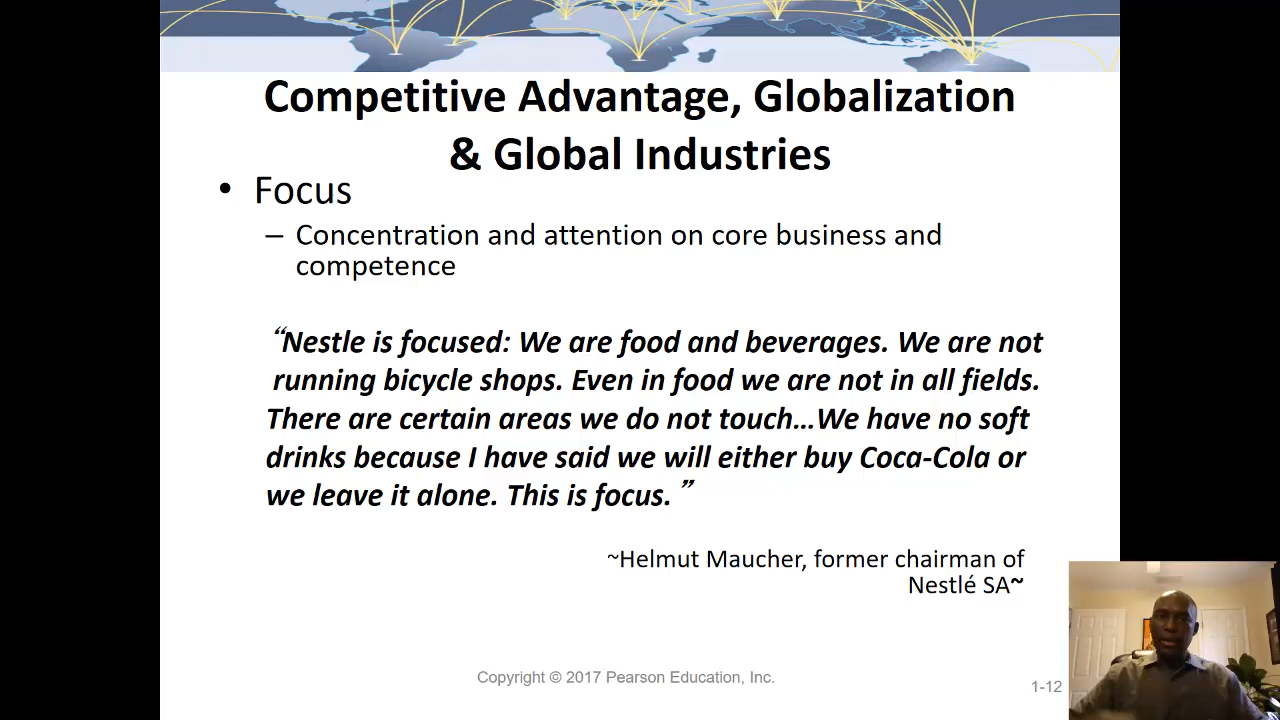 Competitive Advantage, Globalization
& Global Industries
• Focus
– Concentration and attention on core business and
competence
“Nestle is focused: We are food and beverages. We are not
running bicycle shops. Even in food we are not in all fields.
There are certain areas we do not touch…We have no soft
drinks because I have said we will either buy Coca-Cola or
we leave it alone. This is focus.”
~Helmut Maucher, former chairman of
Nestlé SA~
Copyright © 2017 Pearson Education, Inc.
1-12